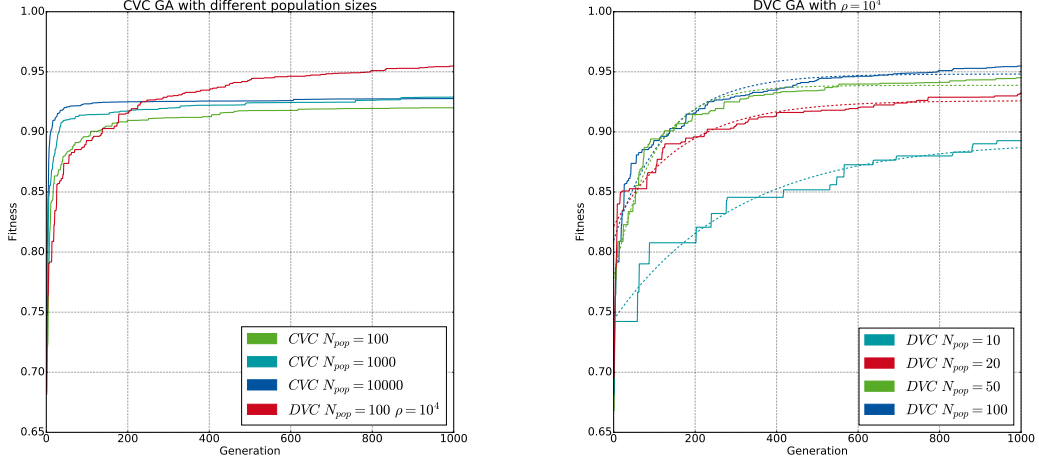 CVC GA with different population sizes
1.00
0.95
0.90
0.85
0.80
0.75
0.70
0.65
Fitness
0 200 400 600 800 1000
Generation
CVC N_pop = 100
CVC N_pop = 1000
CVC N_pop = 10000
DVC N_pop = 100 ρ = 10^4
DVC GA with ρ = 10^4
1.00
0.95
0.90
0.85
0.80
0.75
0.70
0.65
Fitness
0 200 400 600 800 1000
Generation
DVC N_pop = 10
DVC N_pop = 20
DVC N_pop = 50
DVC N_pop = 100